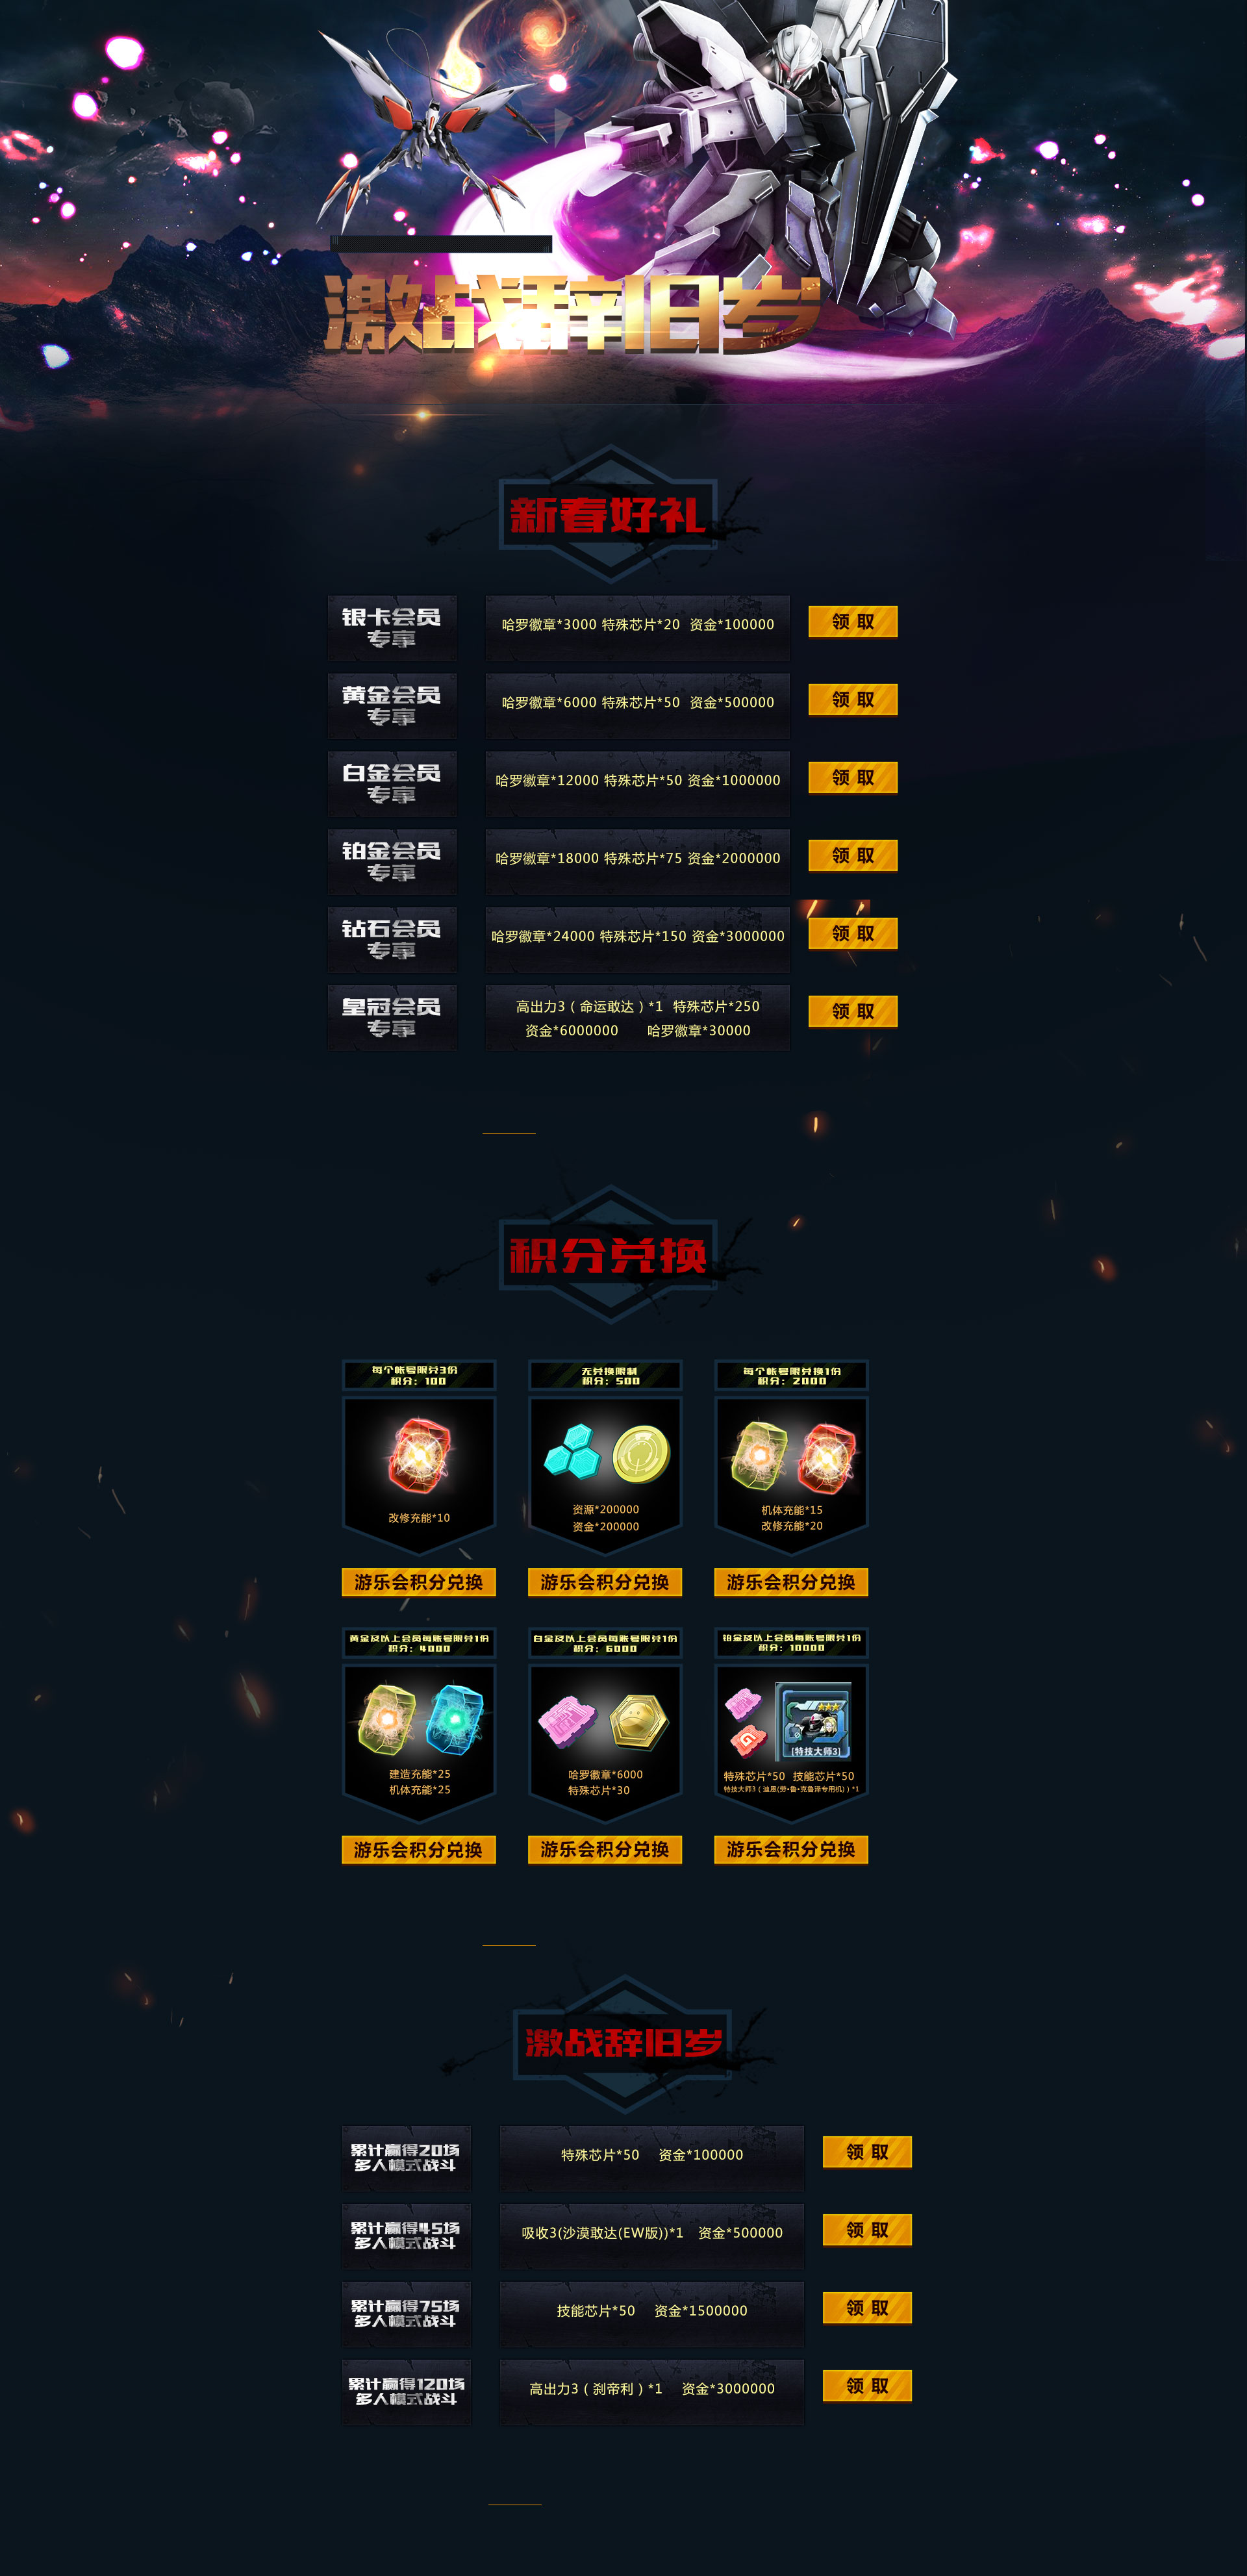 激战辞旧岁
新春好礼
银卡会员
专享
哈罗徽章*3000 特殊芯片*20 资金*100000
领 取
黄金会员
专享
哈罗徽章*6000 特殊芯片*50 资金*500000
领 取
白金会员
专享
哈罗徽章*12000 特殊芯片*50 资金*1000000
领 取
铂金会员
专享
哈罗徽章*18000 特殊芯片*75 资金*2000000
领 取
钻石会员
专享
哈罗徽章*24000 特殊芯片*150 资金*3000000
领 取
皇冠会员
专享
高出力3（命运敢达）*1 特殊芯片*250
资金*6000000 哈罗徽章*30000
领 取
积分兑换
每个帐号限兑3份
积分：100
改修充能*10
游乐会积分兑换
无兑换限制
积分：500
资源*200000
资金*200000
游乐会积分兑换
每个帐号限兑换1份
积分：2000
机体充能*15
改修充能*20
游乐会积分兑换
黄金及以上会员每账号限兑1份
积分：4000
建造充能*25
机体充能*25
游乐会积分兑换
白金及以上会员每账号限兑1份
积分：6000
哈罗徽章*6000
特殊芯片*30
游乐会积分兑换
铂金及以上会员每账号限兑1份
积分：10000
[特技大师3]
特殊芯片*50 技能芯片*50
特技大师3（迪恩(劳•鲁•克鲁泽专用机)）*1
游乐会积分兑换
激战辞旧岁
累计赢得20场
多人模式战斗
特殊芯片*50 资金*100000
领 取
累计赢得45场
多人模式战斗
吸收3(沙漠敢达(EW版))*1 资金*500000
领 取
累计赢得75场
多人模式战斗
技能芯片*50 资金*1500000
领 取
累计赢得120场
多人模式战斗
高出力3（刹帝利）*1 资金*3000000
领 取